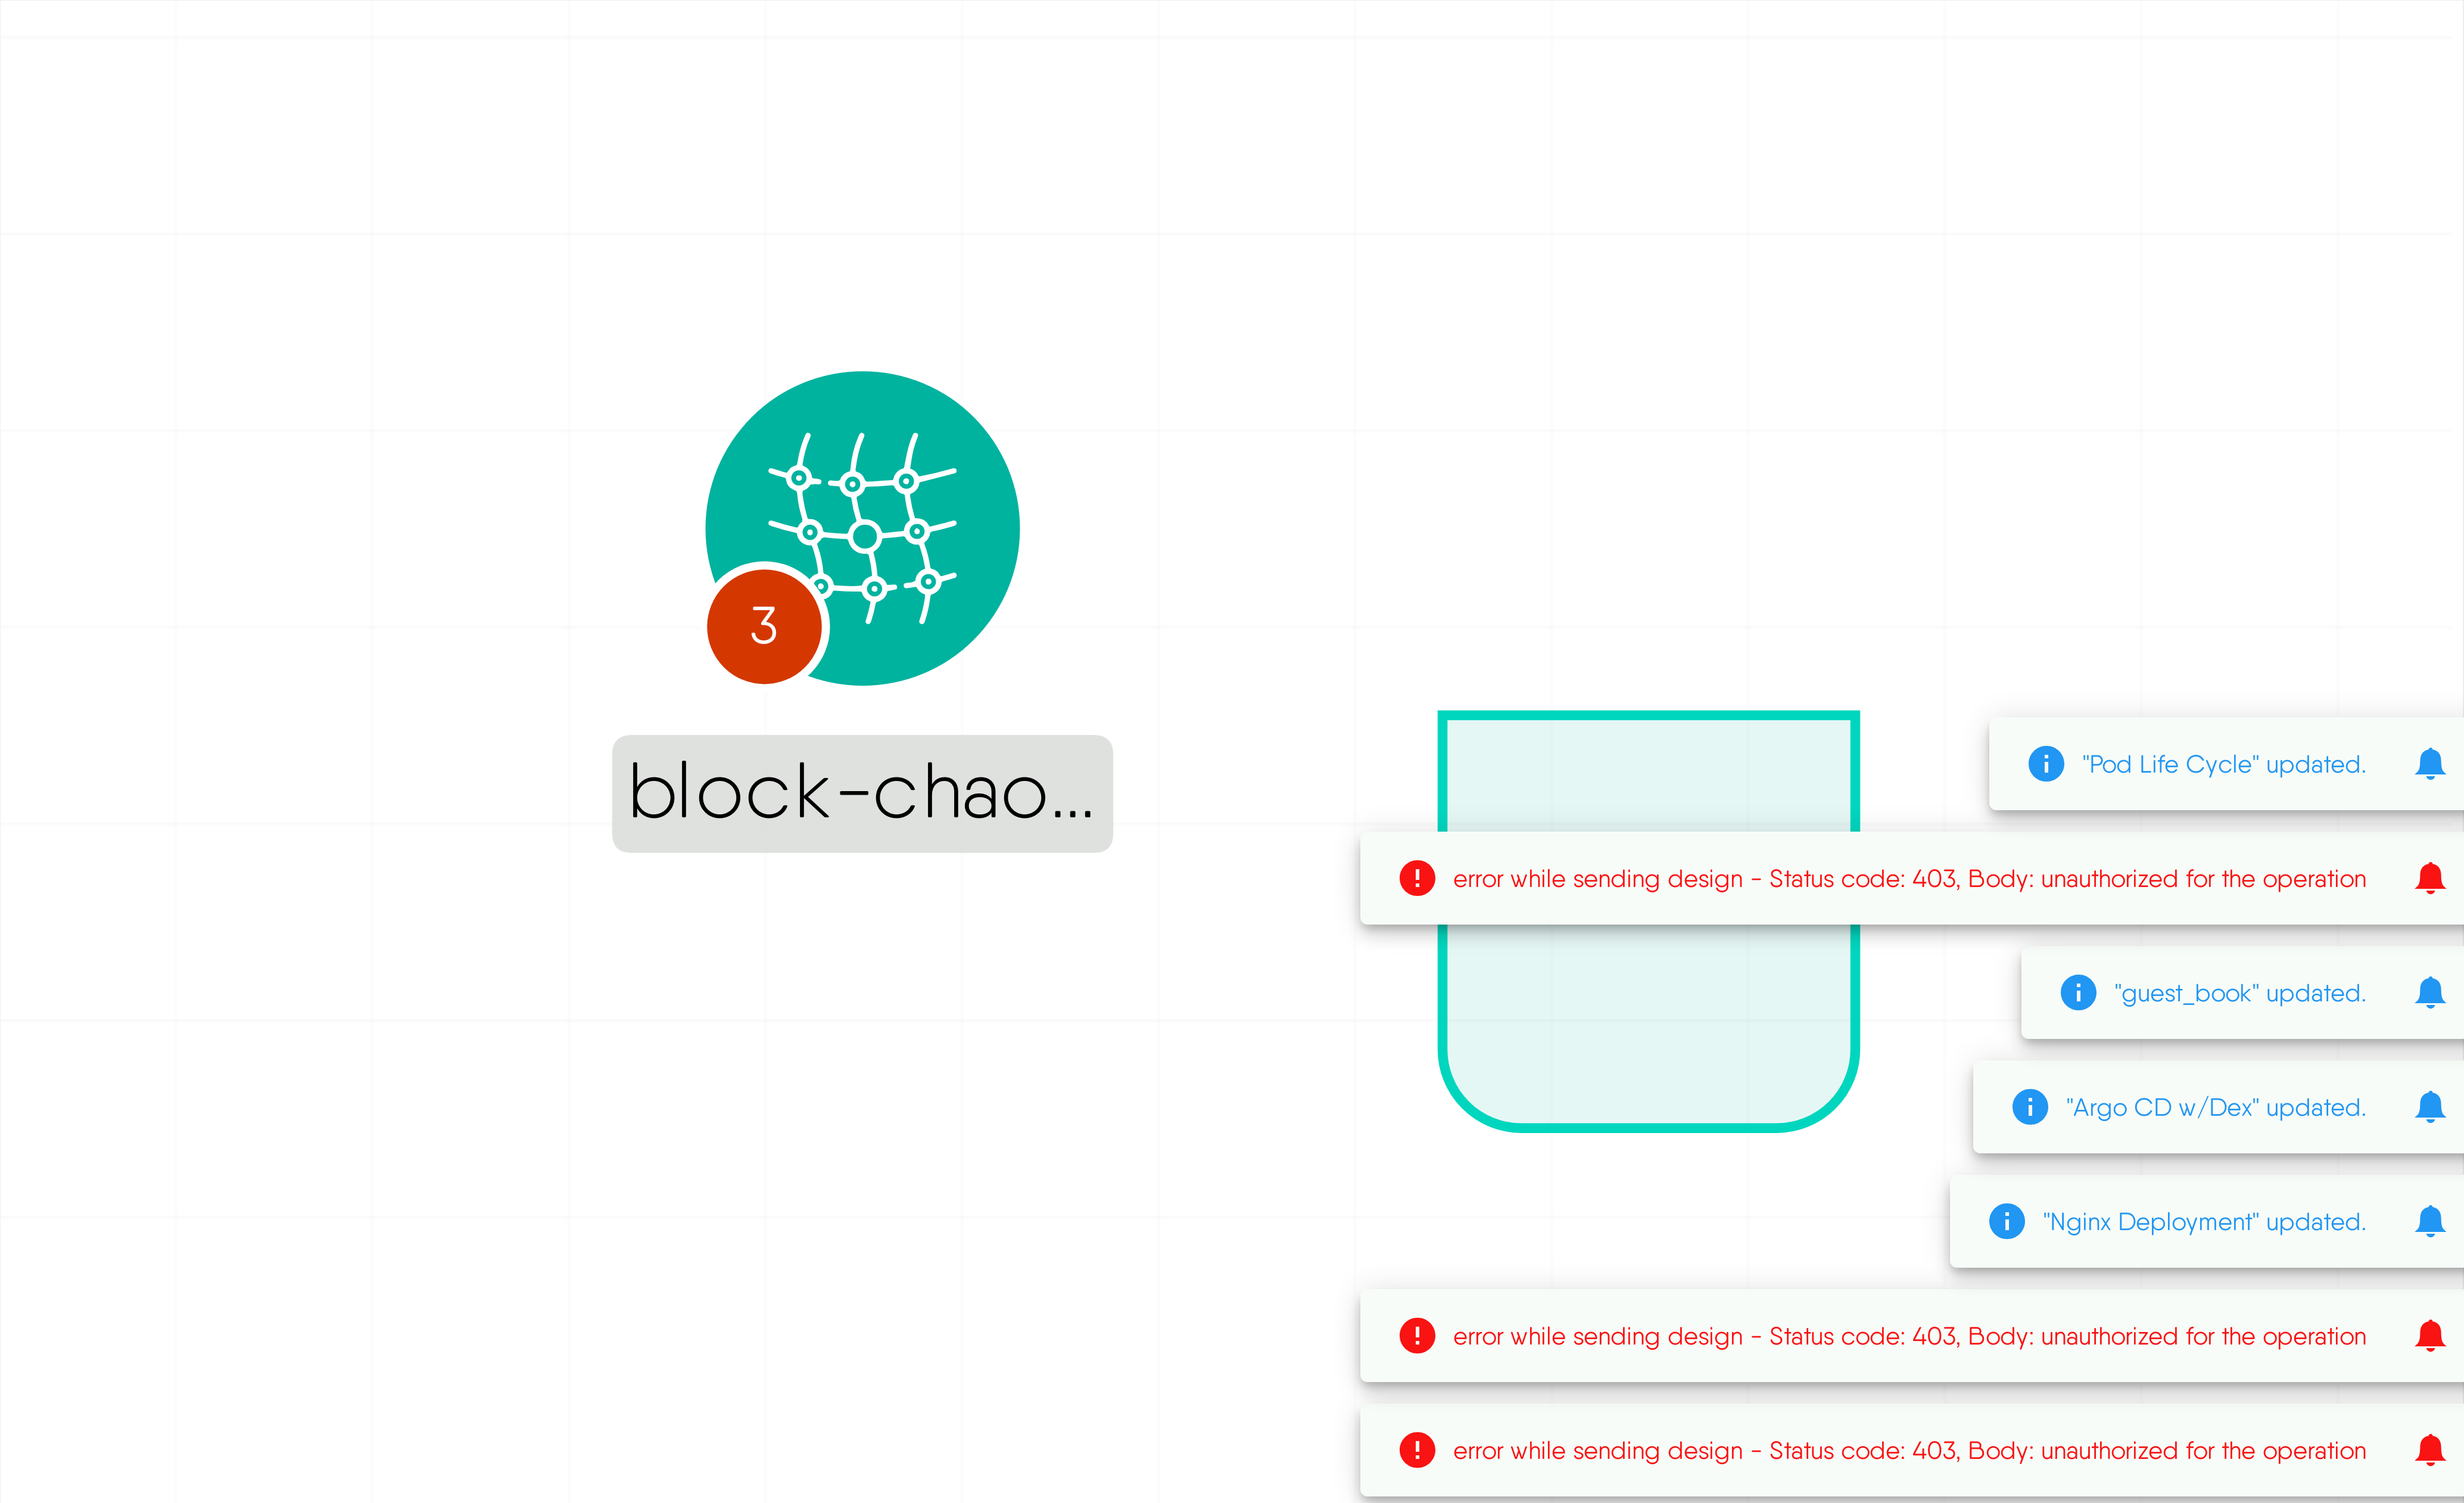 3
block-chao...
"Pod Life Cycle" updated.
error while sending design - Status code: 403, Body: unauthorized for the operation
"guest_book" updated.
"Argo CD w/Dex" updated.
"Nginx Deployment" updated.
error while sending design - Status code: 403, Body: unauthorized for the operation
error while sending design - Status code: 403, Body: unauthorized for the operation